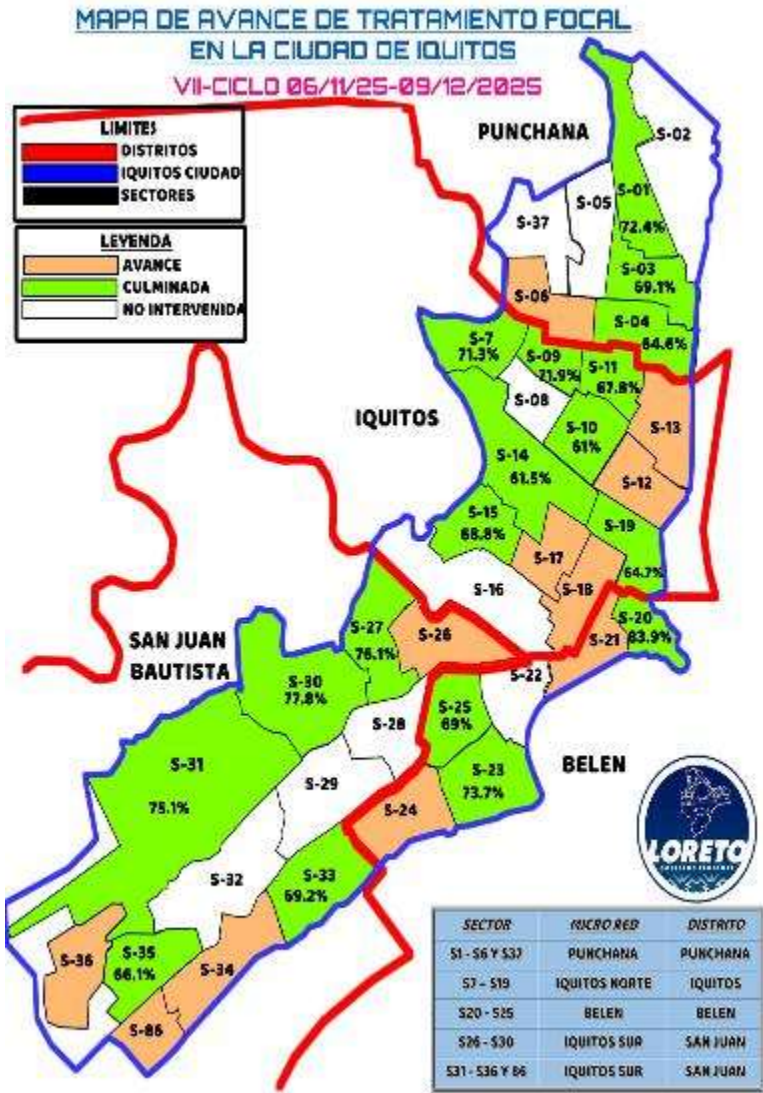 MAPA DE AVANCE DE TRATAMIENTO FOCAL
EN LA CIUDAD DE IQUITOS
VII-CICLO 06/11/25-09/12/2025
LIMITES
DISTRITOS
IQUITOS CIUDAD
SECTORES
LEYENDA
AVANCE
CULMINADA
NO INTERVENIDA
PUNCHANA
S-02
S-01
72.4%
S-05
S-37
S-03
69.1%
S-06
S-04
64.6%
S-7
71.3%
S-09
71.9%
S-11
67.8%
S-08
IQUITOS
S-10
61%
S-13
S-14
61.5%
S-12
S-15
68.8%
S-19
64.7%
S-17
S-18
S-16
S-20
83.9%
S-21
S-27
76.1%
S-26
SAN JUAN
BAUTISTA
S-22
S-30
77.8%
S-28
S-25
69%
BELEN
S-31
75.1%
S-29
S-23
73.7%
S-24
S-32
S-33
69.2%
S-36
S-35
66.1%
S-34
S-86
LORETO
SECTOR MICRO RED DISTRITO
S1 - S6 Y S37 PUNCHANA PUNCHANA
S7 - S19 IQUITOS NORTE IQUITOS
S20 - S25 BELEN BELEN
S26 - S30 IQUITOS SUR SAN JUAN
S31 - S36 Y 86 IQUITOS SUR SAN JUAN